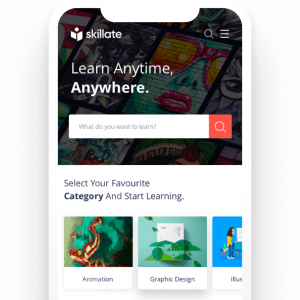 skillate
Learn Anytime,
Anywhere.
What do you want to learn?
Select Your Favourite
Category And Start Learning.
Animation
Graphic Design
Illus